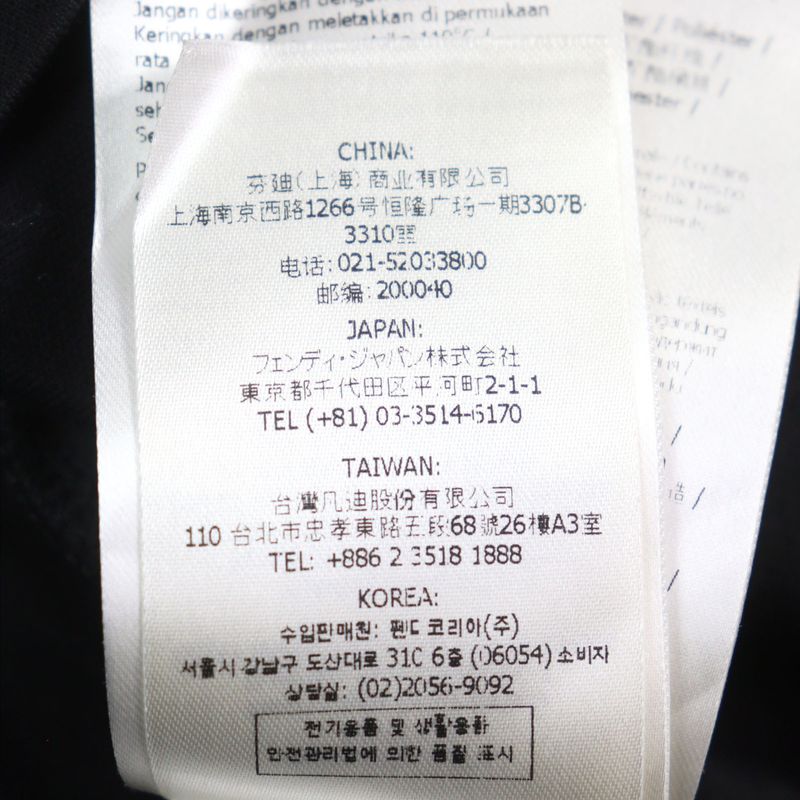 Jangan dikeringkan dengan
Keringkan dengan meletakkan di permukaan
rata
Jan
seh
Se
CHINA:
芬迪(上海)商业有限公司
上海南京西路1266号恒隆广场一期3307B-
3310室
电话: 021-52033800
邮编: 200040
JAPAN:
フェンディ・ジャパン株式会社
東京都千代田区平河町2-1-1
TEL (+81) 03-3514-6170
TAIWAN:
台灣凡迪股份有限公司
110 台北市忠孝東路五段68號26樓A3室
TEL: +886 2 3518 1888
KOREA:
수입판매원: 펜디 코리아(주)
서울시 강남구 도산대로 310 6층 (06054) 소비자
상담실: (02)2056-9092
전기용품 및 생활용품
안전관리법에 의한 품질 표시